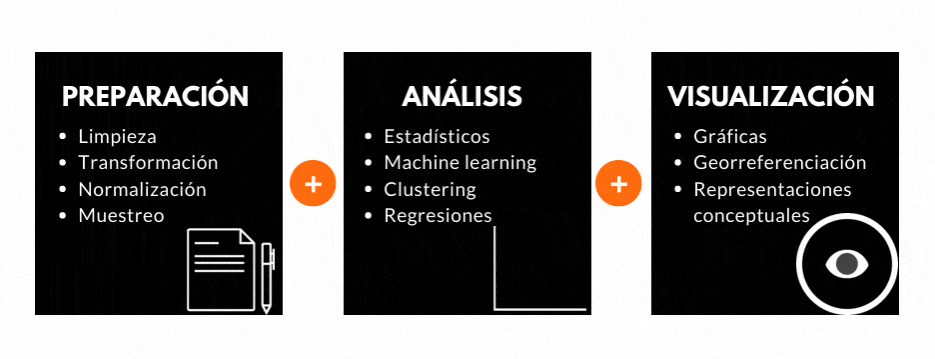 PREPARACIÓN
• Limpieza
• Transformación
• Normalización
• Muestreo
+
ANÁLISIS
• Estadísticos
• Machine learning
• Clustering
• Regresiones
+
VISUALIZACIÓN
• Gráficas
• Georreferenciación
• Representaciones
conceptuales